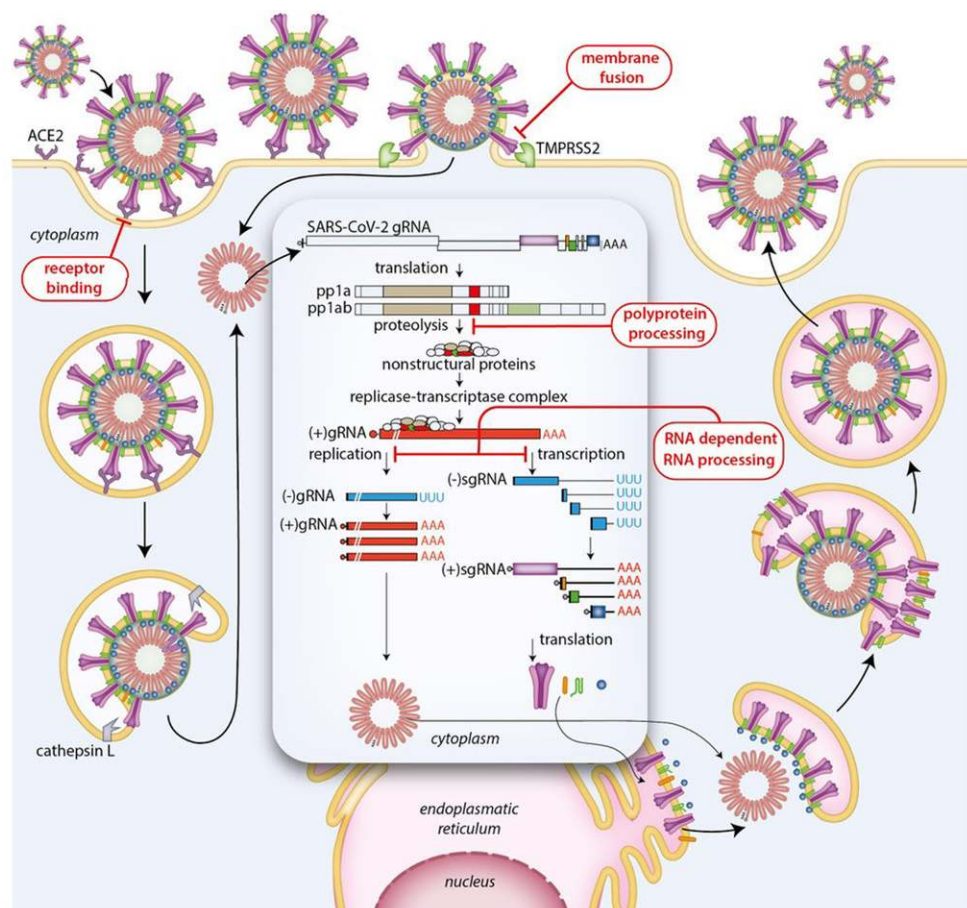 membrane
fusion
ACE2
TMPRSS2
cytoplasm
receptor
binding
SARS-CoV-2 gRNA
AAA
translation
pp1a
pp1ab
proteolysis
polyprotein
processing
nonstructural proteins
replicase-transcriptase complex
(+)gRNA
AAA
replication
transcription
RNA dependent
RNA processing
(-)gRNA
UUU
(-)sgRNA
UUU
UUU
UUU
UUU
(+)gRNA
AAA
AAA
AAA
(+)sgRNA
AAA
AAA
AAA
AAA
translation
cathepsin L
cytoplasm
endoplasmatic
reticulum
nucleus